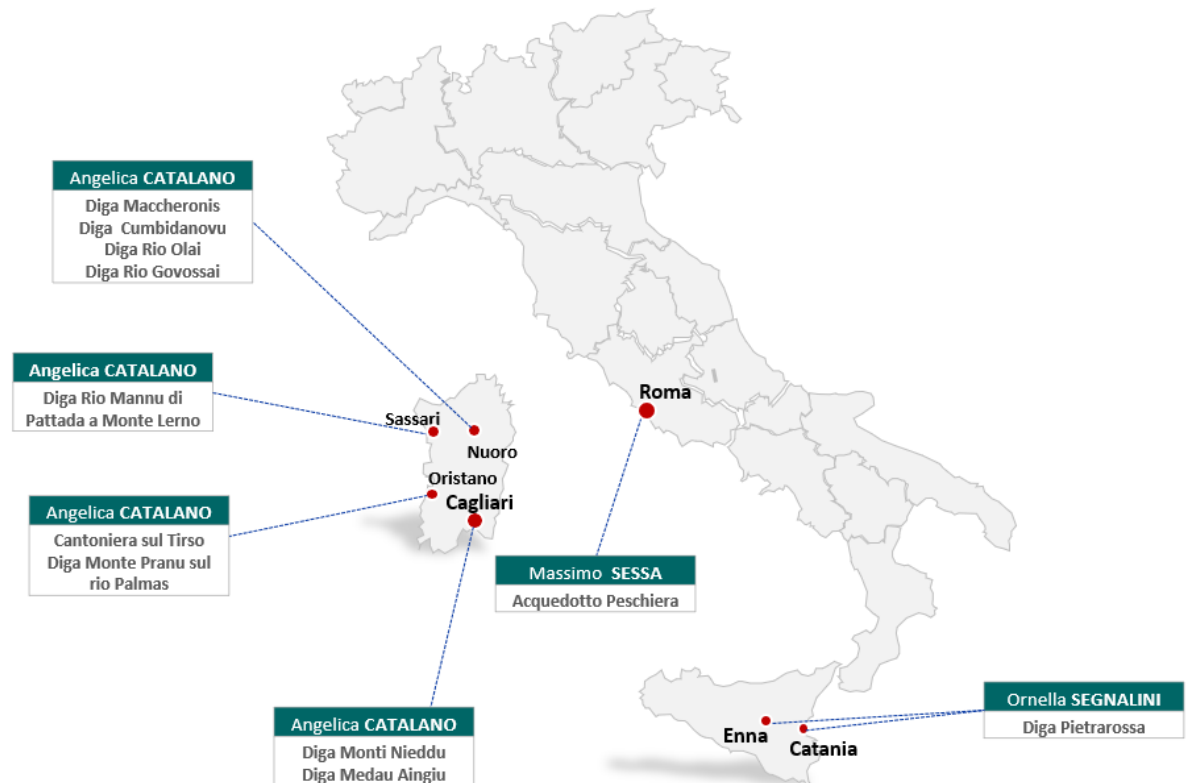 Angelica CATALANO
Diga Maccheronis
Diga Cumbidanovu
Diga Rio Olai
Diga Rio Govossai
Angelica CATALANO
Diga Rio Mannu di
Pattada a Monte Lerno
Sassari
Nuoro
Oristano
Cagliari
Roma
Angelica CATALANO
Cantoniera sul Tirso
Diga Monte Pranu sul
rio Palmas
Massimo SESSA
Acquedotto Peschiera
Angelica CATALANO
Diga Monti Nieddu
Diga Medau Aingiu
Enna
Catania
Ornella SEGNALINI
Diga Pietrarossa